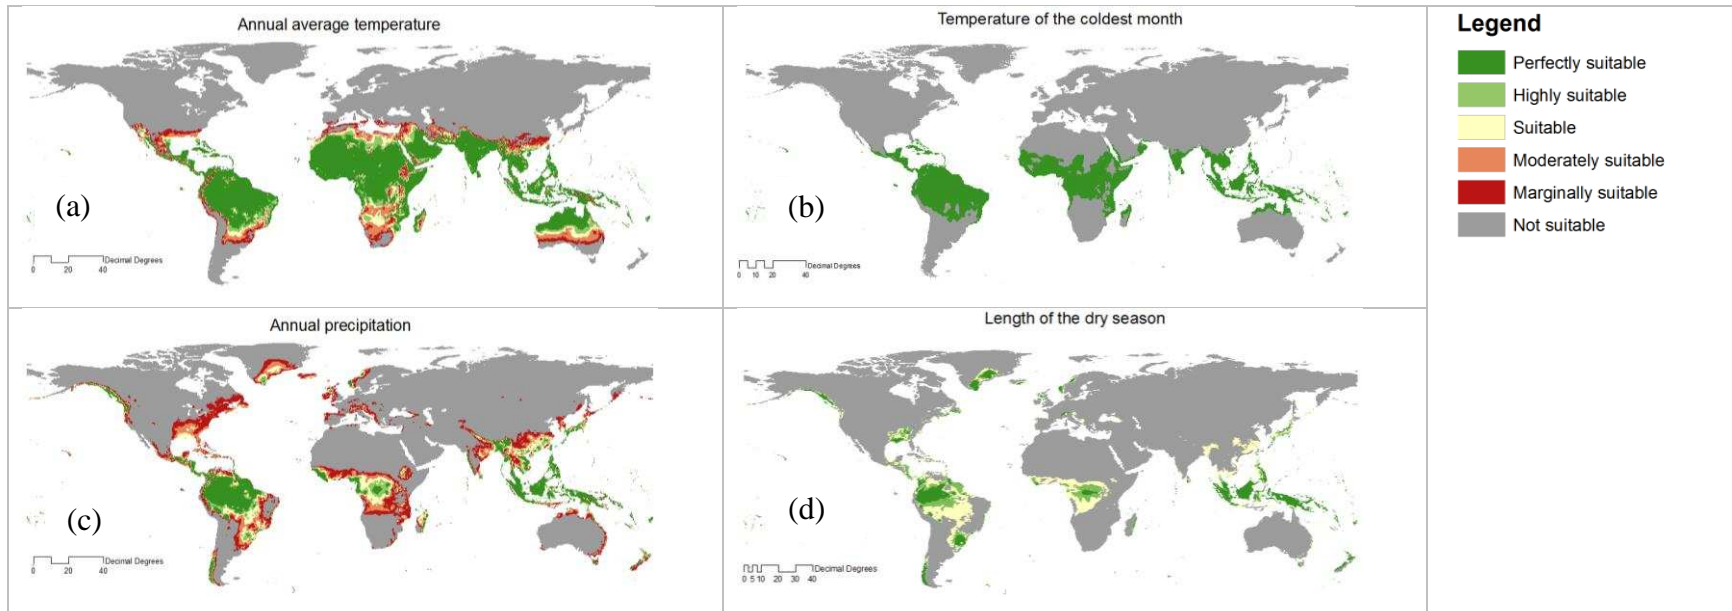 Annual average temperature
(a)
Decimal Degrees
0 20 40
Temperature of the coldest month
(b)
Decimal Degrees
0 10 20 40
Legend
Perfectly suitable
Highly suitable
Suitable
Moderately suitable
Marginally suitable
Not suitable
Annual precipitation
(c)
Decimal Degrees
0 20 40
Length of the dry season
(d)
Decimal Degrees
0 5 10 20 30 40